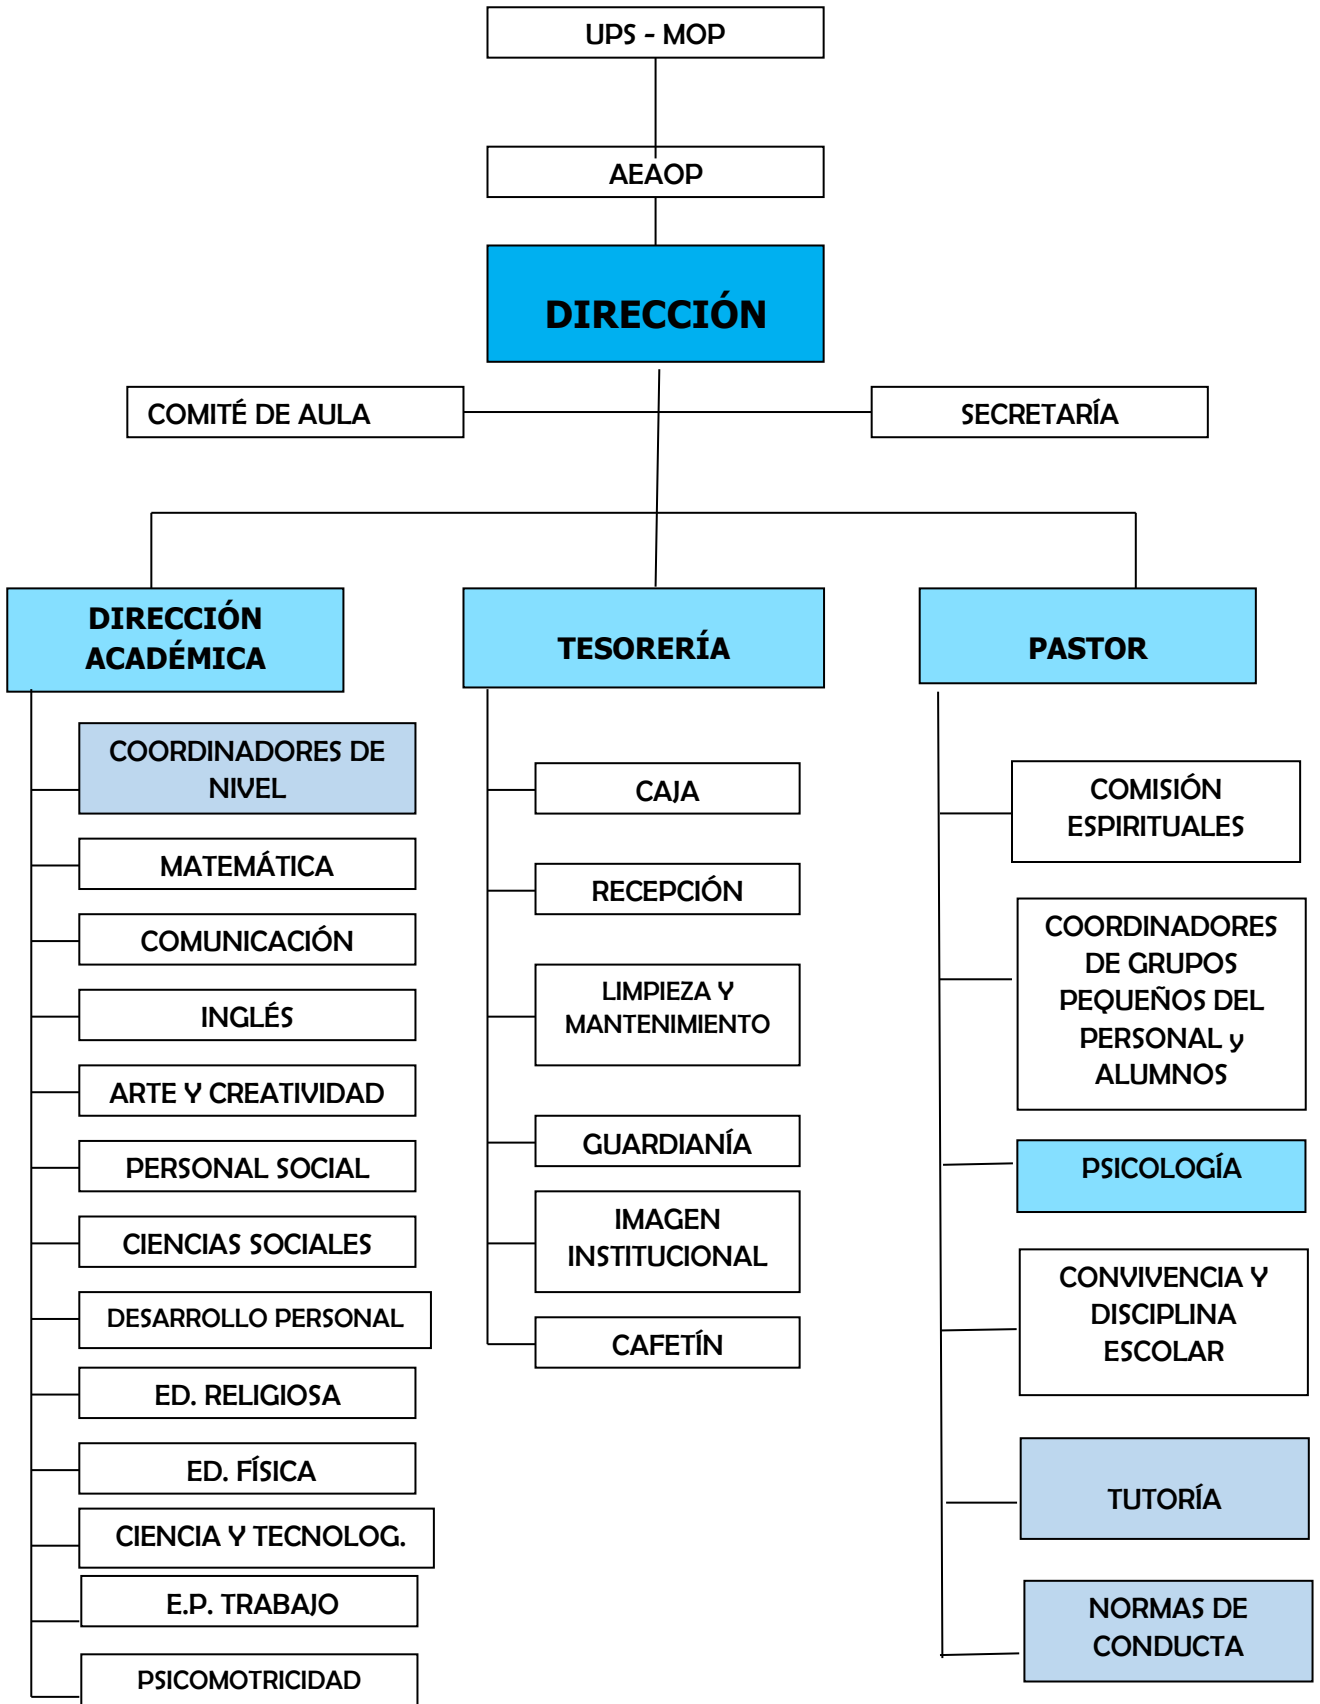 UPS - MOP
AEAOP
DIRECCIÓN
COMITÉ DE AULA
SECRETARÍA
DIRECCIÓN
ACADÉMICA
COORDINADORES DE
NIVEL
MATEMÁTICA
COMUNICACIÓN
INGLÉS
ARTE Y CREATIVIDAD
PERSONAL SOCIAL
CIENCIAS SOCIALES
DESARROLLO PERSONAL
ED. RELIGIOSA
ED. FÍSICA
CIENCIA Y TECNOLOG.
E.P. TRABAJO
PSICOMOTRICIDAD
TESORERÍA
CAJA
RECEPCIÓN
LIMPIEZA Y
MANTENIMIENTO
GUARDIANÍA
IMAGEN
INSTITUCIONAL
CAFETÍN
PASTOR
COMISIÓN
ESPIRITUALES
COORDINADORES
DE GRUPOS
PEQUEÑOS DEL
PERSONAL y
ALUMNOS
PSICOLOGÍA
CONVIVENCIA Y
DISCIPLINA
ESCOLAR
TUTORÍA
NORMAS DE
CONDUCTA